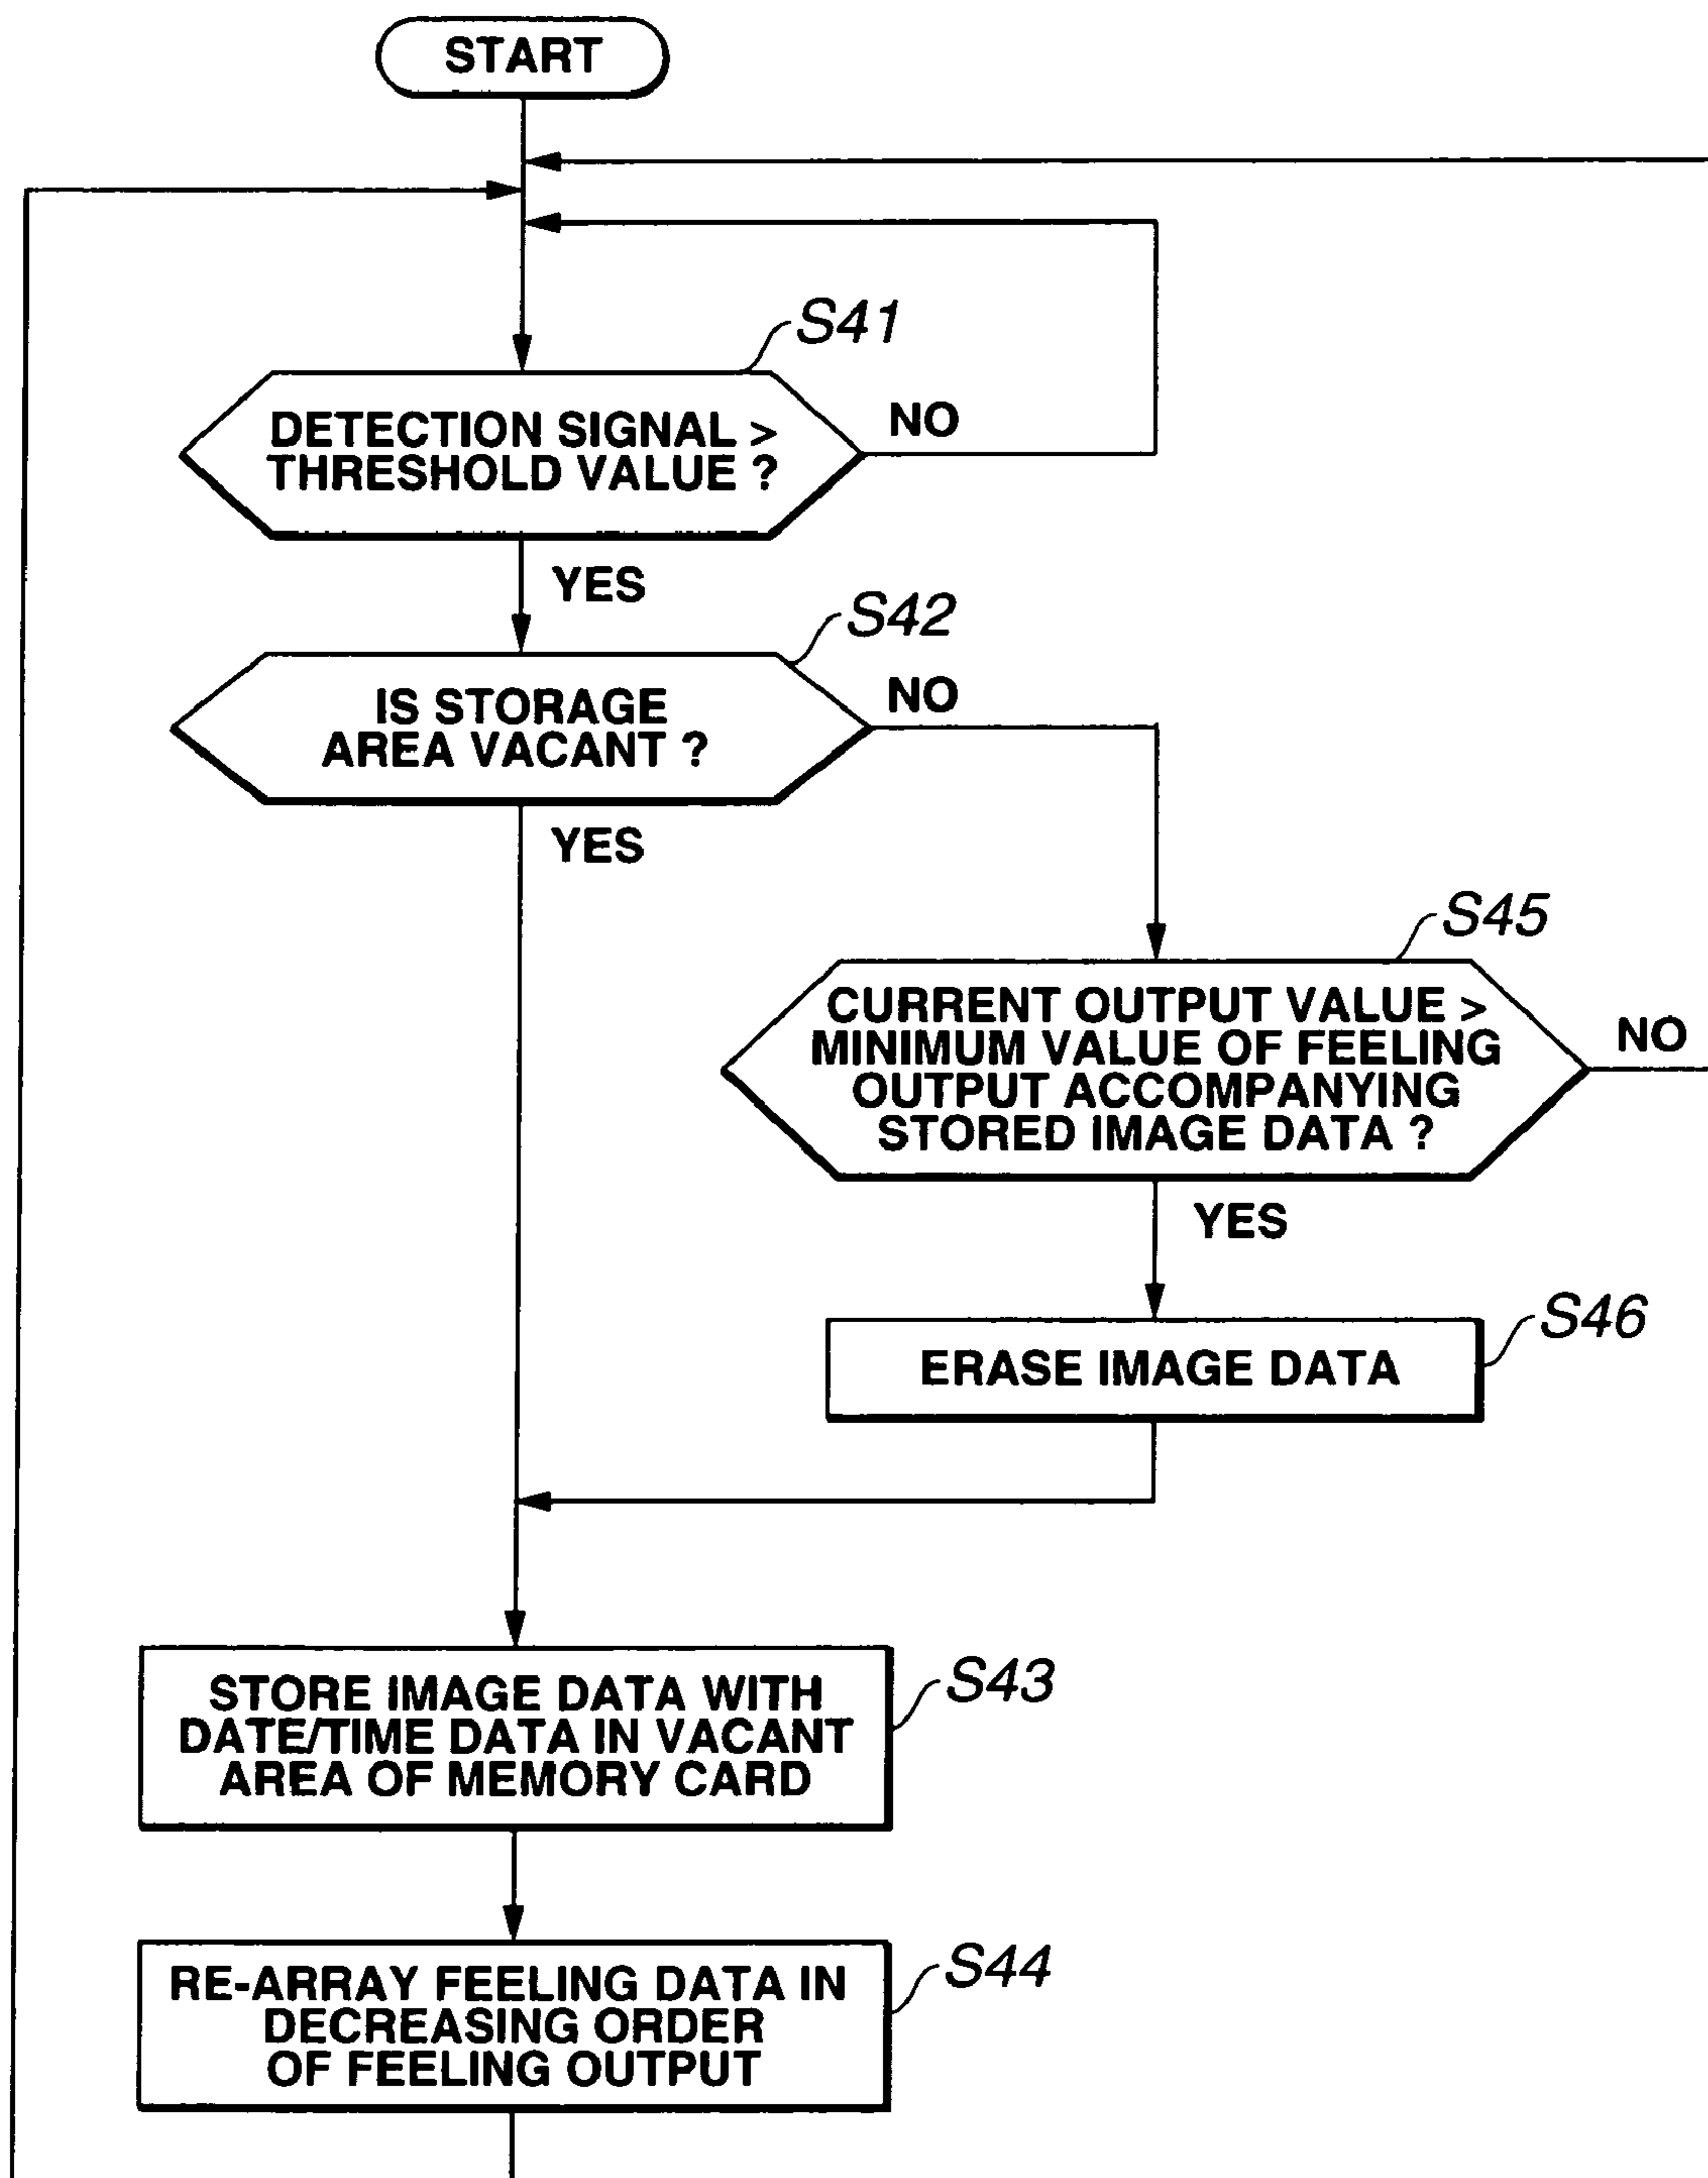 START
S41
DETECTION SIGNAL >
THRESHOLD VALUE ?
NO
YES
S42
IS STORAGE
AREA VACANT ?
NO
YES
S45
CURRENT OUTPUT VALUE >
MINIMUM VALUE OF FEELING
OUTPUT ACCOMPANYING
STORED IMAGE DATA ?
NO
YES
S46
ERASE IMAGE DATA
S43
STORE IMAGE DATA WITH
DATE/TIME DATA IN VACANT
AREA OF MEMORY CARD
S44
RE-ARRAY FEELING DATA IN
DECREASING ORDER
OF FEELING OUTPUT